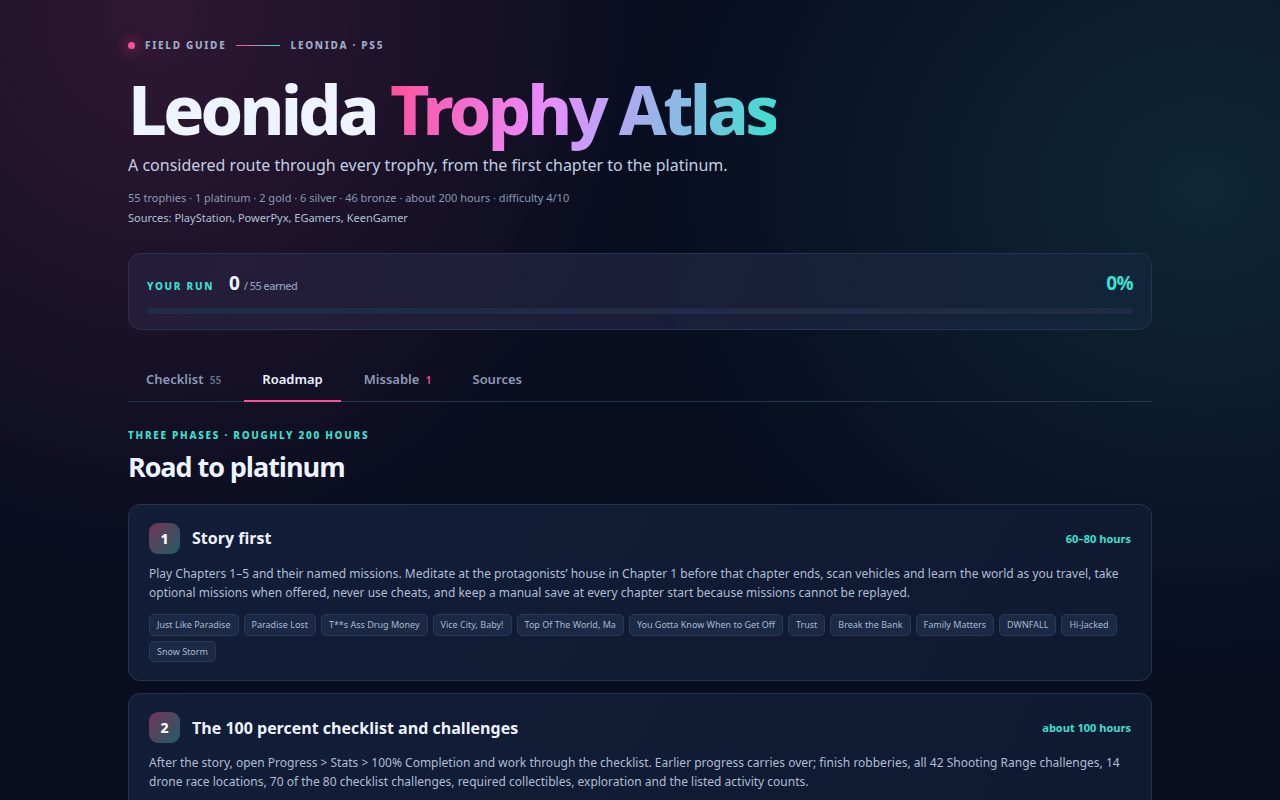 FIELD GUIDE LEONIDA · PS5
Leonida Trophy Atlas
A considered route through every trophy, from the first chapter to the platinum.
55 trophies · 1 platinum · 2 gold · 6 silver · 46 bronze · about 200 hours · difficulty 4/10
Sources: PlayStation, PowerPyx, EGamers, KeenGamer
YOUR RUN 0 / 55 earned 0%
Checklist 55 Roadmap Missable 1 Sources
THREE PHASES · ROUGHLY 200 HOURS
Road to platinum
1 Story first 60–80 hours
Play Chapters 1–5 and their named missions. Meditate at the protagonists’ house in Chapter 1 before that chapter ends, scan vehicles and learn the world as you travel, take
optional missions when offered, never use cheats, and keep a manual save at every chapter start because missions cannot be replayed.
Just Like Paradise Paradise Lost T**s Ass Drug Money Vice City, Baby! Top Of The World, Ma You Gotta Know When to Get Off Trust Break the Bank Family Matters DWNFALL Hi-Jacked
Snow Storm
2 The 100 percent checklist and challenges about 100 hours
After the story, open Progress > Stats > 100% Completion and work through the checklist. Earlier progress carries over; finish robberies, all 42 Shooting Range challenges, 14
drone race locations, 70 of the 80 checklist challenges, required collectibles, exploration and the listed activity counts.